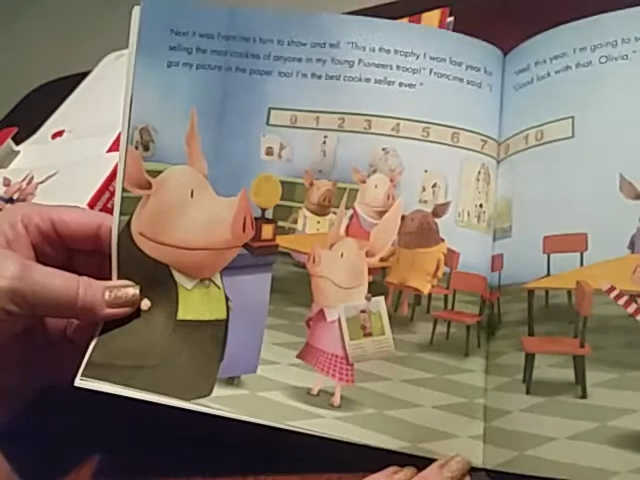 Next it was Francine's turn to show and tell. "This is the trophy I won last year for
selling the most cookies of anyone in my Young Pioneers troop!" Francine said. "I
got my picture in the paper, too! I'm the best cookie seller ever."
"Well, this year, I'm going to
"Good luck with that, Olivia,"
0 1 2 3 4 5 6 7 9 10